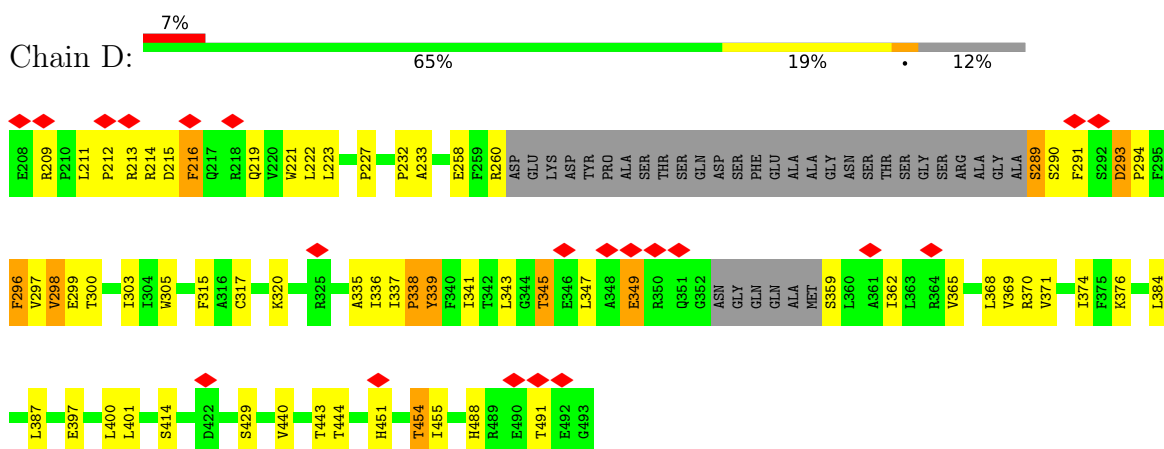 7%
Chain D:
65% 19% • 12%
E208 R209 P210 L211 P212 R213 R214 D215 F216 Q217 R218 Q219 V220 W221 L222 L223 P227 P232 A233 E258 F259 R260 ASP GLU LYS ASP TYR PRO ALA SER THR SER GLN ASP SER PHE GLU ALA ALA GLY ASN SER THR SER GLY SER ARG ALA GLY ALA S289 S290 F291 S292 D293 P294 F295
F296 V297 V298 E299 T300 I303 I304 W305 F315 A316 C317 K320 R325 A335 I336 I337 P338 Y339 F340 I341 T342 L343 G344 T345 E346 L347 A348 E349 R350 Q351 G352 ASN GLY GLN GLN ALA MET S359 L360 A361 I362 L363 R364 V365 L368 V369 R370 V371 I374 F375 K376 L384
L387 E397 L400 L401 S414 D422 S429 V440 T443 T444 H451 T454 I455 H488 R489 E490 T491 E492 G493